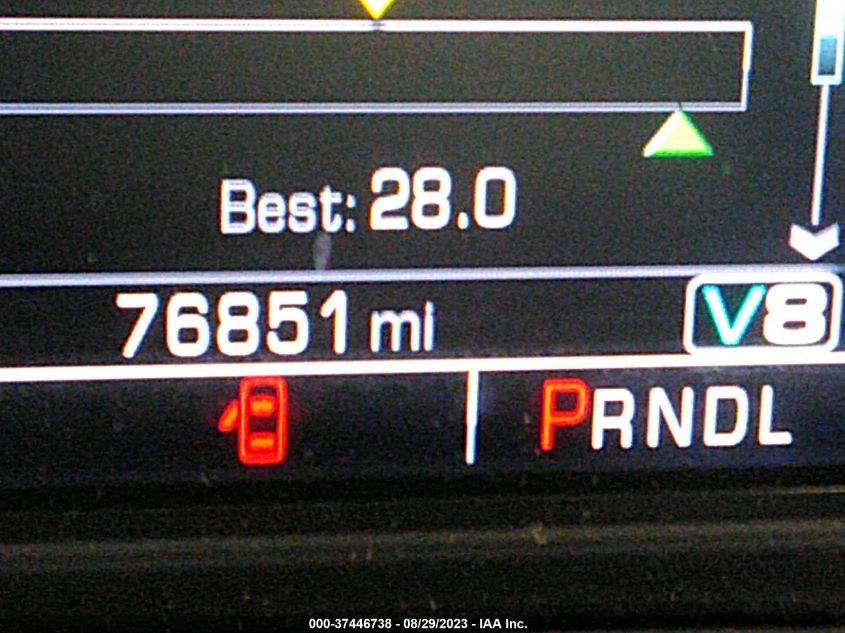 Best: 28.0
76851 mi
V8
PRNDL
000-37446738 - 08/29/2023 - IAA Inc.